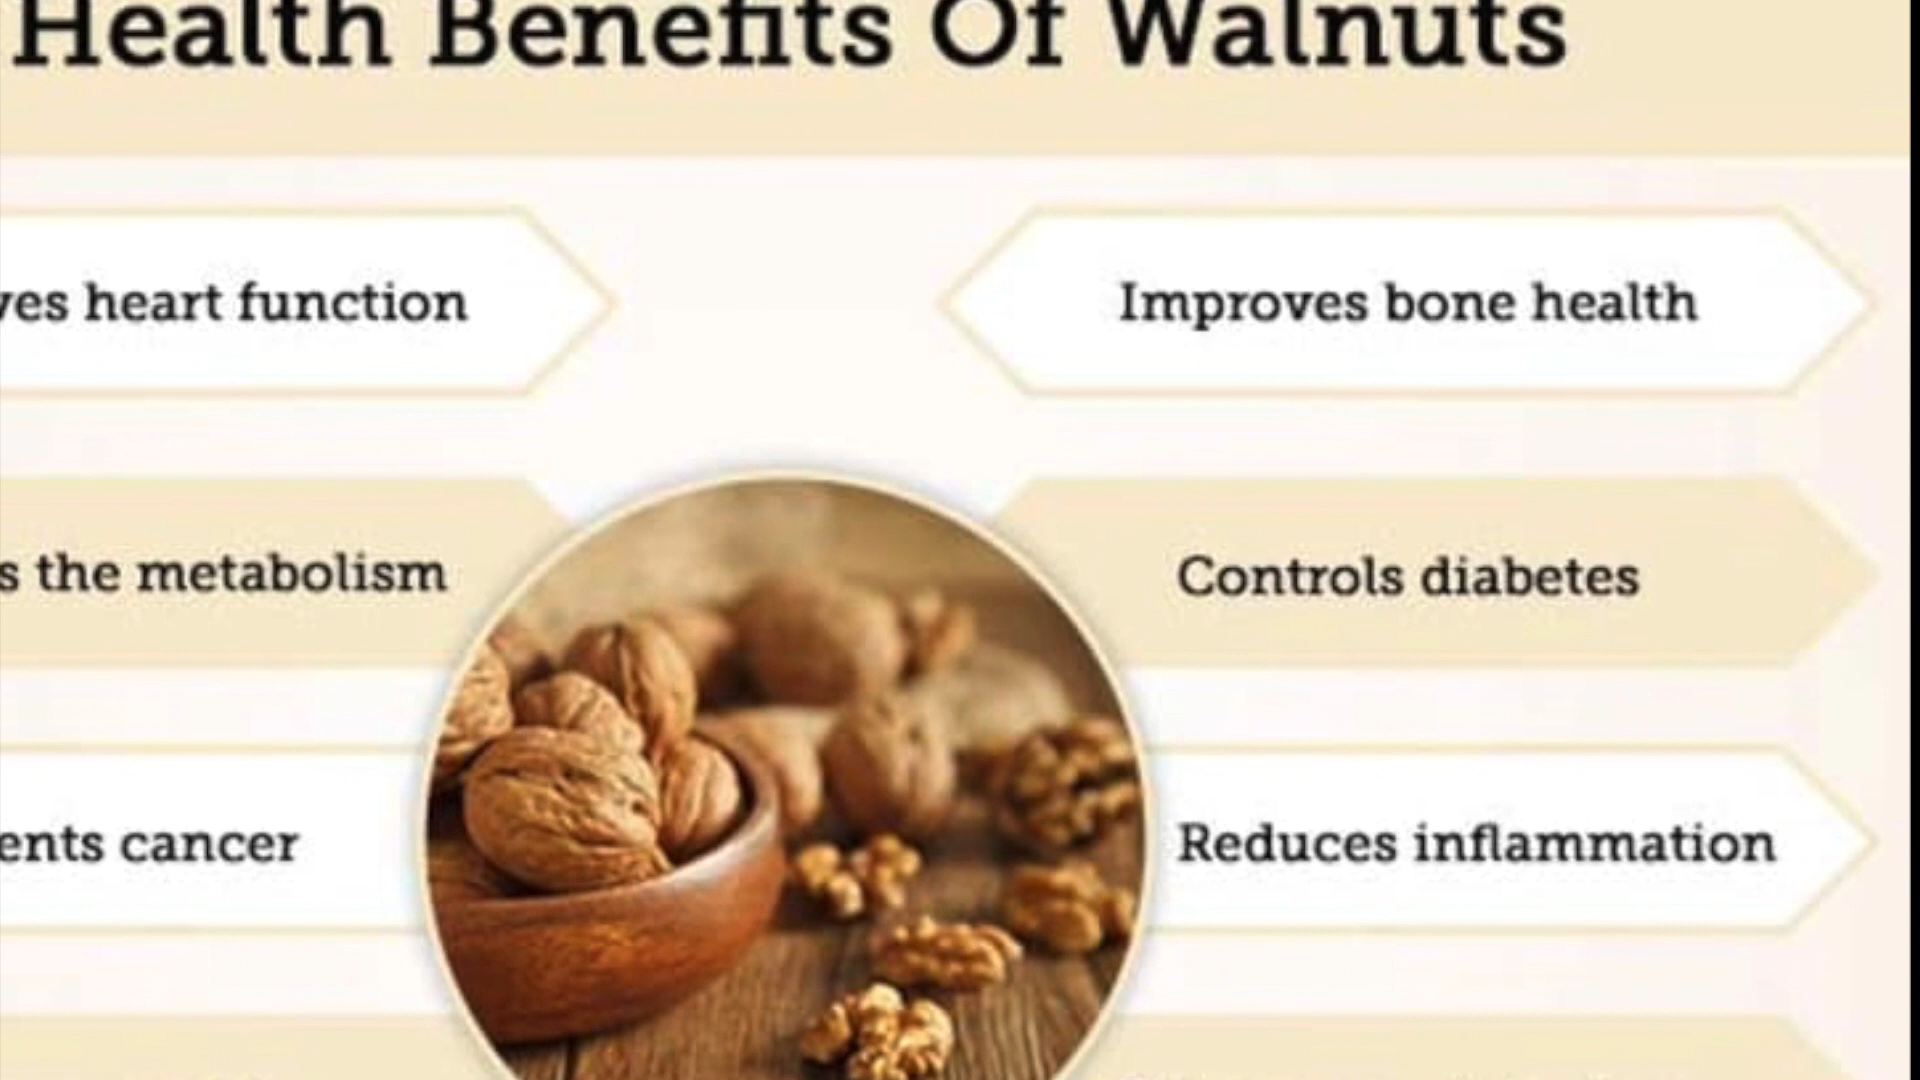 Health Benefits Of Walnuts
ves heart function
Improves bone health
s the metabolism
Controls diabetes
ents cancer
Reduces inflammation